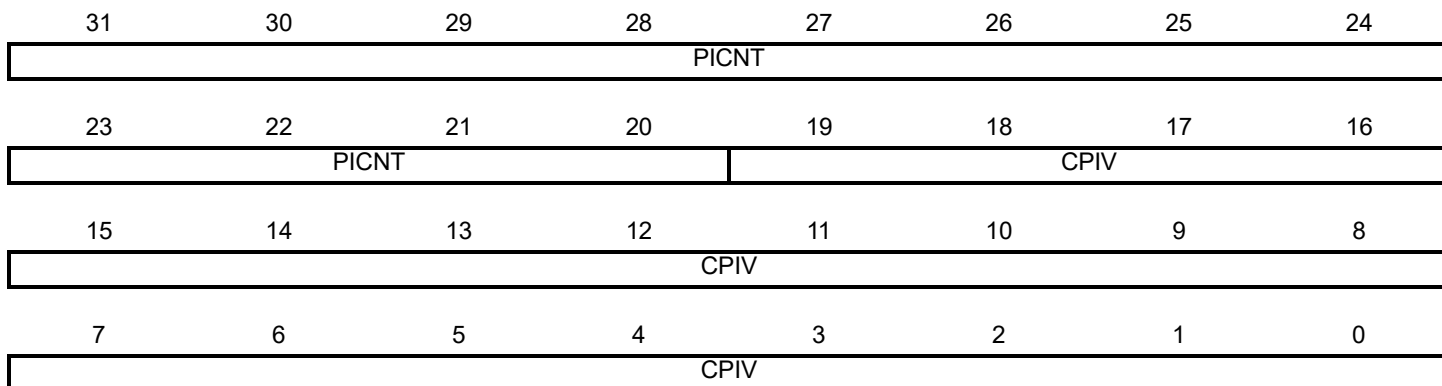 31 30 29 28 27 26 25 24
PICNT
23 22 21 20 19 18 17 16
PICNT CPIV
15 14 13 12 11 10 9 8
CPIV
7 6 5 4 3 2 1 0
CPIV